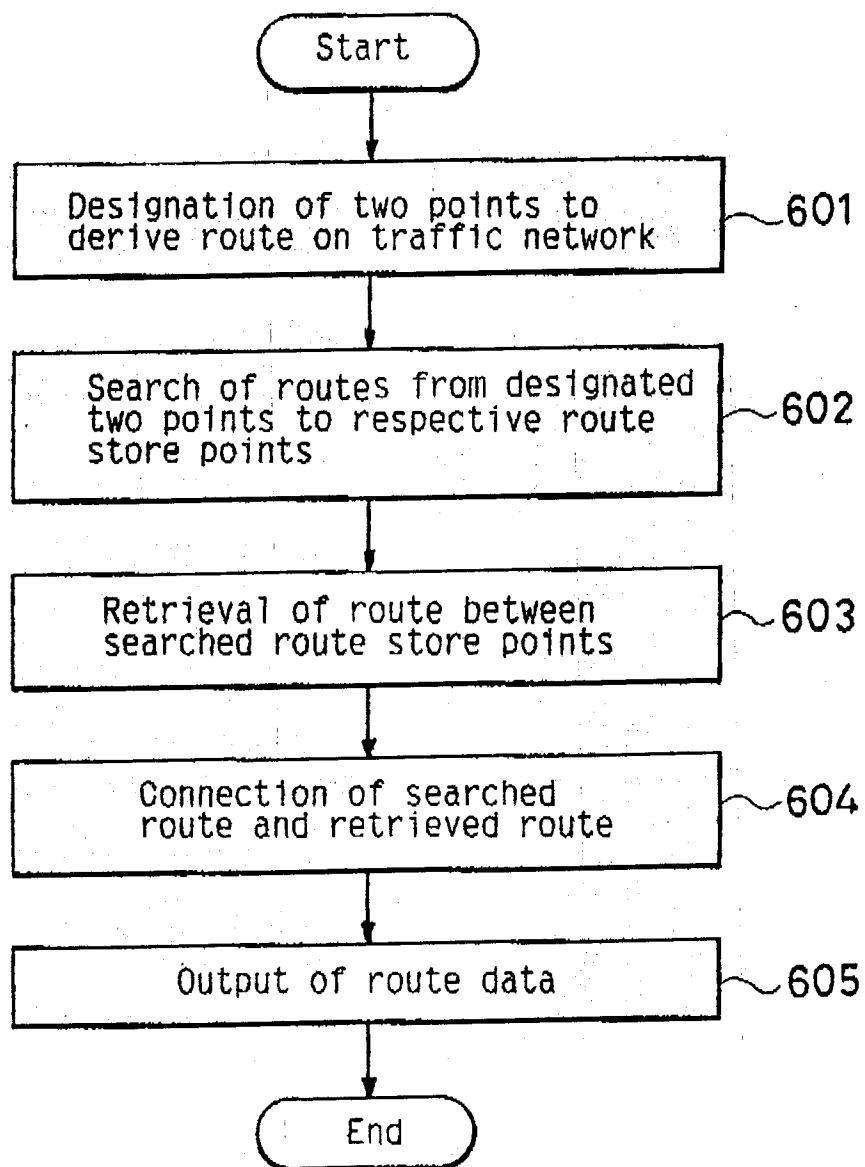 Start
Designation of two points to
derive route on traffic network
601
Search of routes from designated
two points to respective route
store points
602
Retrieval of route between
searched route store points
603
Connection of searched
route and retrieved route
604
Output of route data
605
End